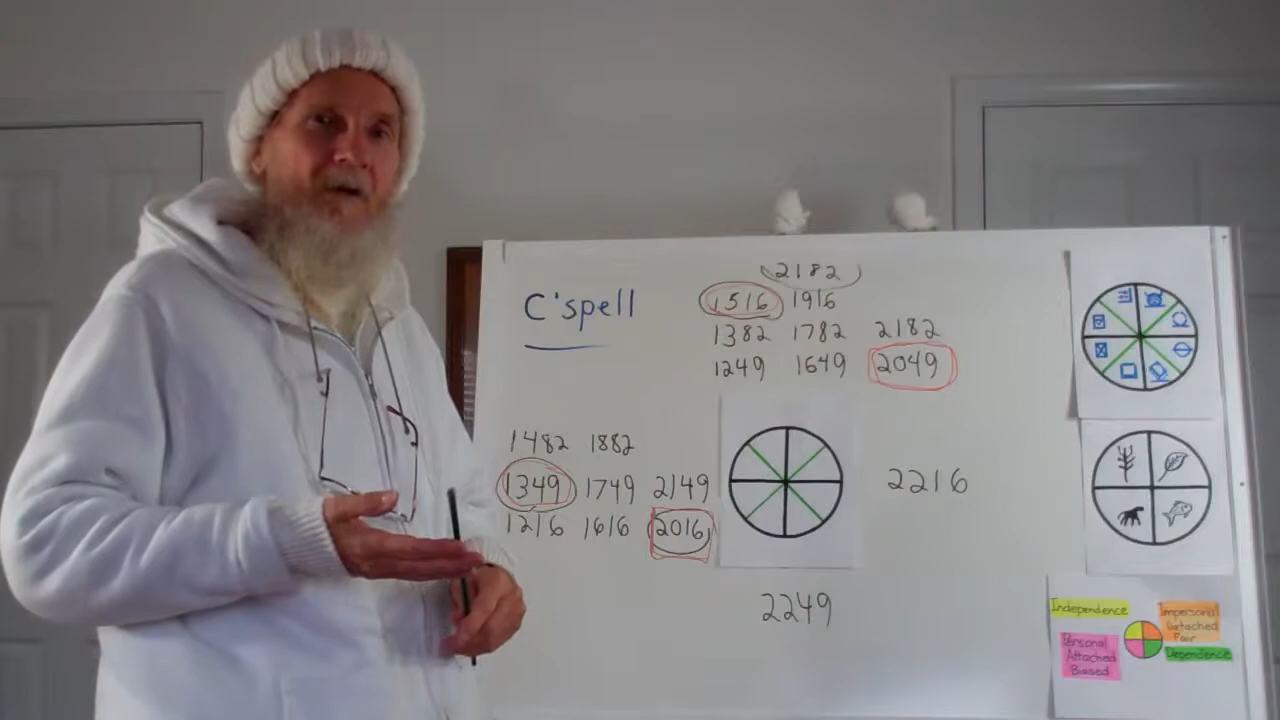 C'spell
2182
1516 1916
1382 1782 2182
1249 1649 2049
1482 1882
1349 1749 2149
1216 1616 2016
2216
2249
Independence
Impersonal
Detached
Fair
Personal
Attached
Biased
Dependence